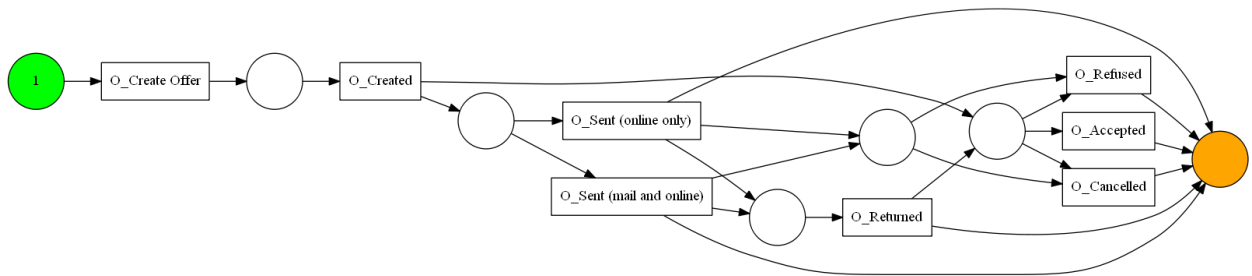 1
O_Create Offer
O_Created
O_Sent (online only)
O_Sent (mail and online)
O_Returned
O_Refused
O_Accepted
O_Cancelled